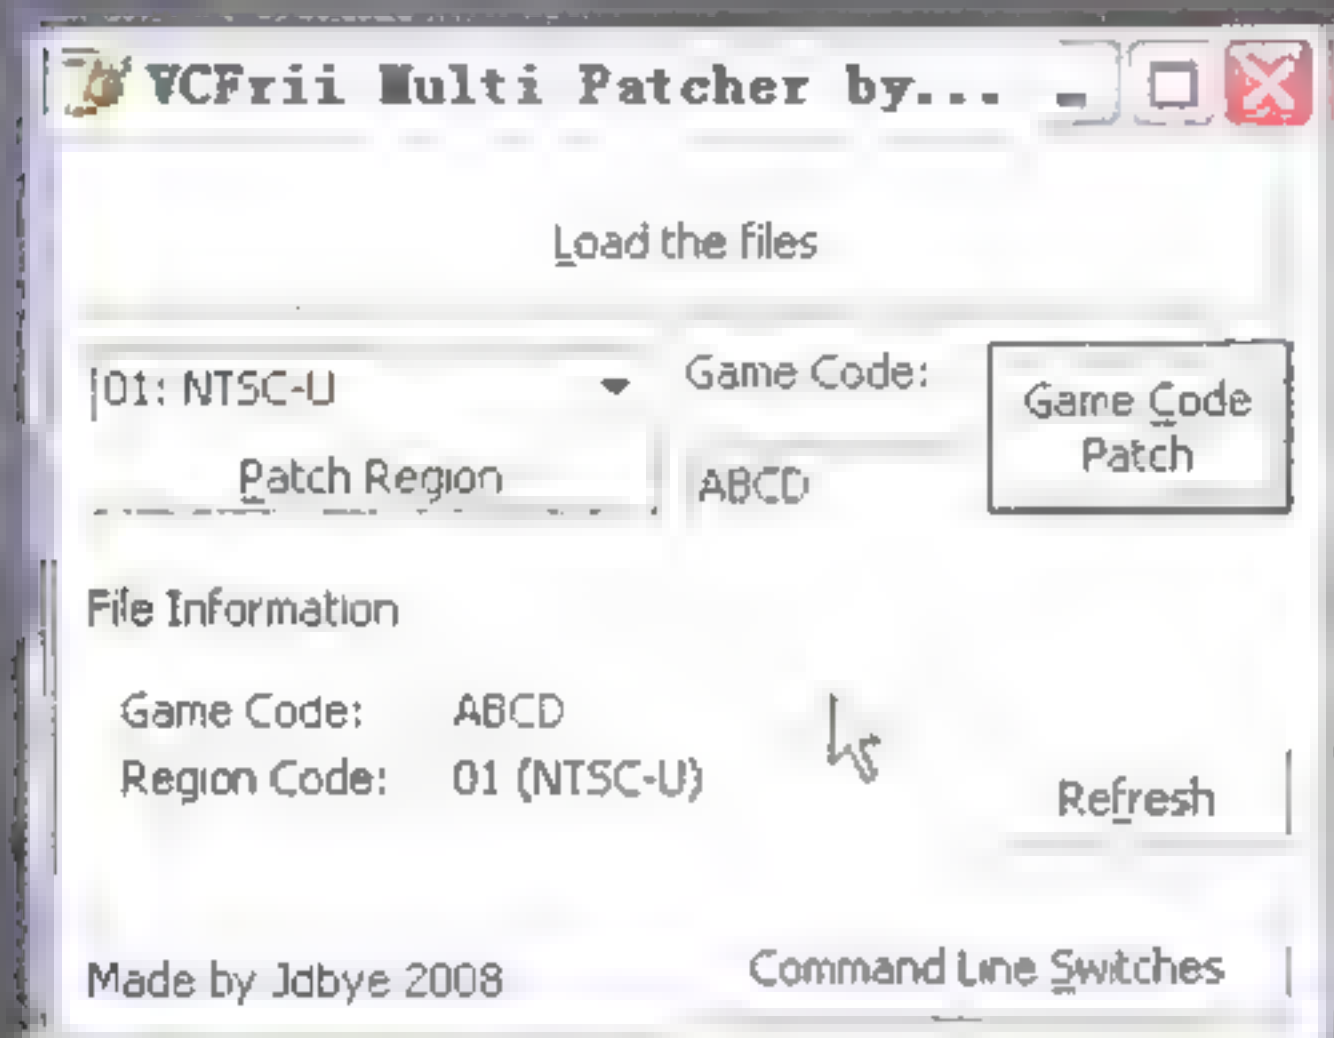 VCFrii Multi Patcher by...
Load the files
01: NTSC-U
Patch Region
Game Code:
ABCD
Game Code
Patch
File Information
Game Code: ABCD
Region Code: 01 (NTSC-U)
Refresh
Made by Jdbye 2008
Command Line Switches